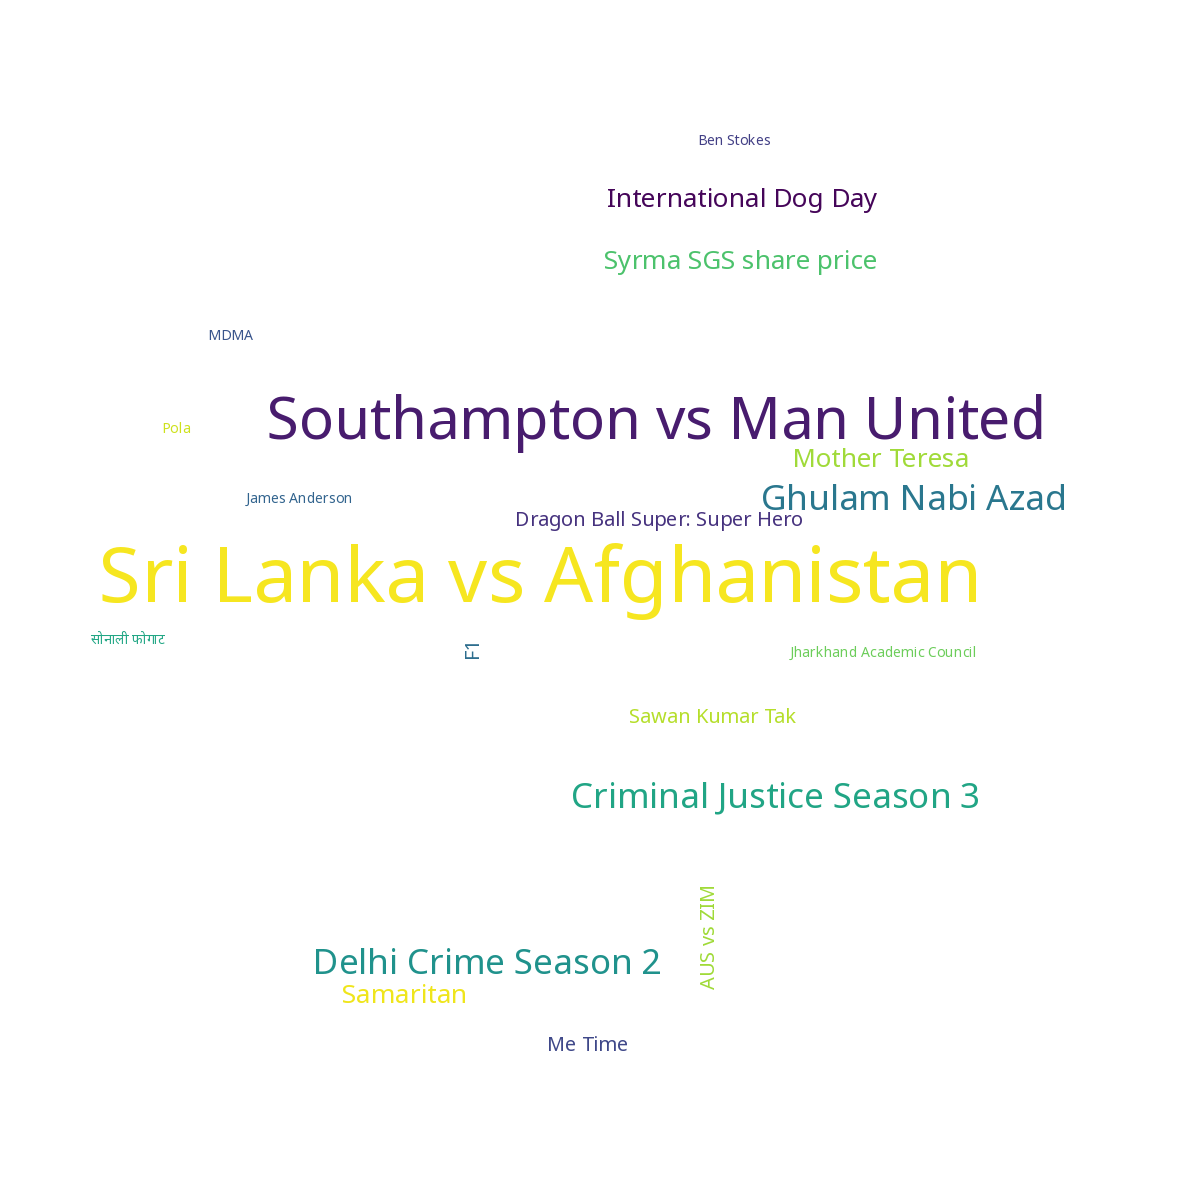 Ben Stokes
International Dog Day
Syrma SGS share price
MDMA
Southampton vs Man United
Pola
Mother Teresa
Ghulam Nabi Azad
James Anderson
Dragon Ball Super: Super Hero
Sri Lanka vs Afghanistan
सोनाली फोगाट
F1
Jharkhand Academic Council
Sawan Kumar Tak
Criminal Justice Season 3
AUS vs ZIM
Delhi Crime Season 2
Samaritan
Me Time